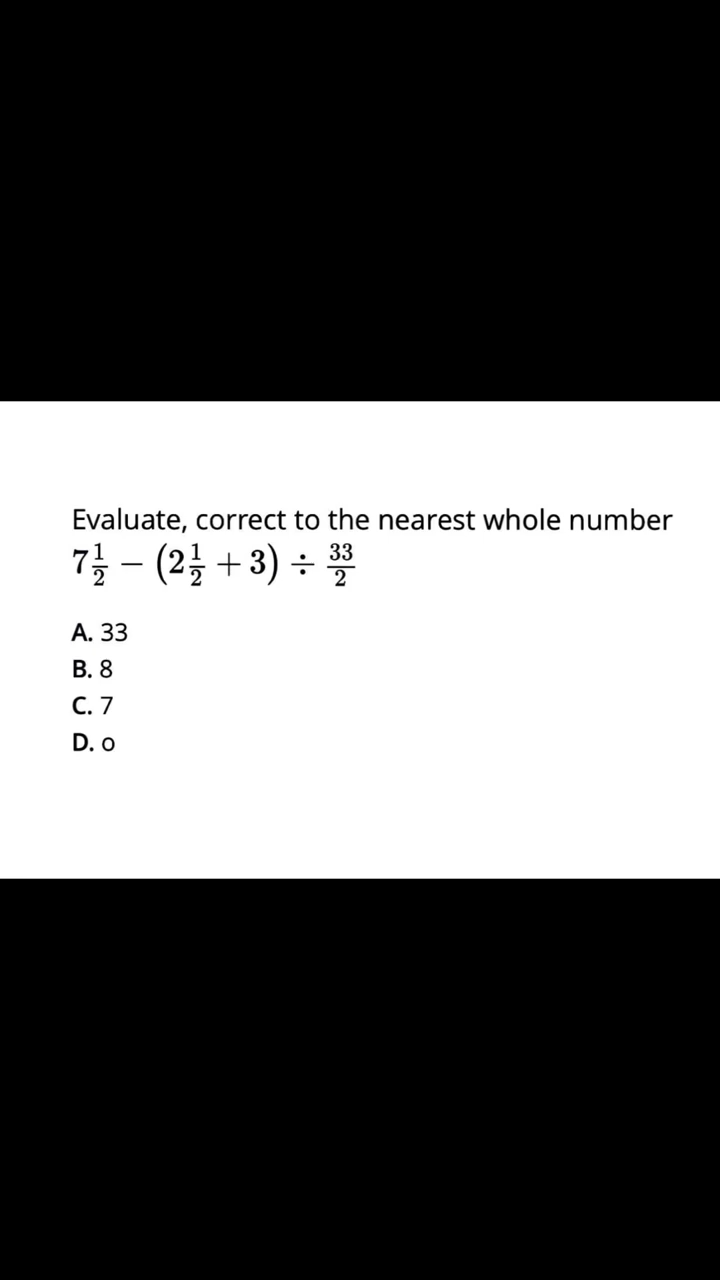 Evaluate, correct to the nearest whole number
7½ − (2½ + 3) ÷ 33/2
A. 33
B. 8
C. 7
D. o